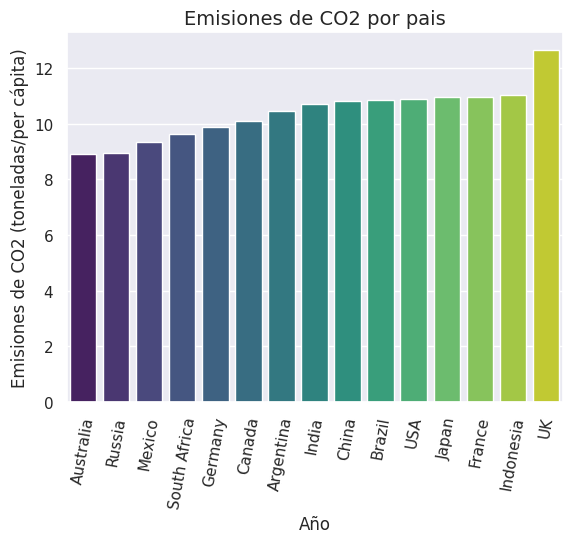 Emisiones de CO2 por pais
Emisiones de CO2 (toneladas/per cápita)
12
10
8
6
4
2
0
Australia
Russia
Mexico
South Africa
Germany
Canada
Argentina
India
China
Brazil
USA
Japan
France
Indonesia
UK
Año